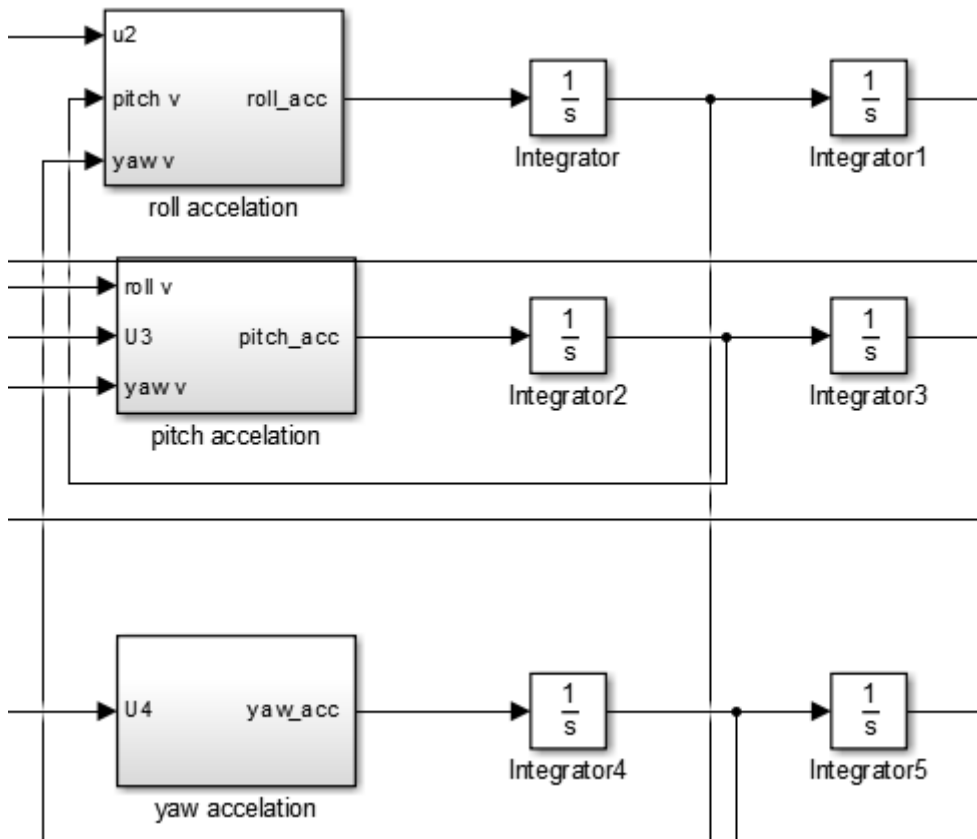 u2
pitch v
roll_acc
yaw v
roll accelation
1
s
Integrator
1
s
Integrator1
roll v
U3
pitch_acc
yaw v
pitch accelation
1
s
Integrator2
1
s
Integrator3
U4
yaw_acc
yaw accelation
1
s
Integrator4
1
s
Integrator5